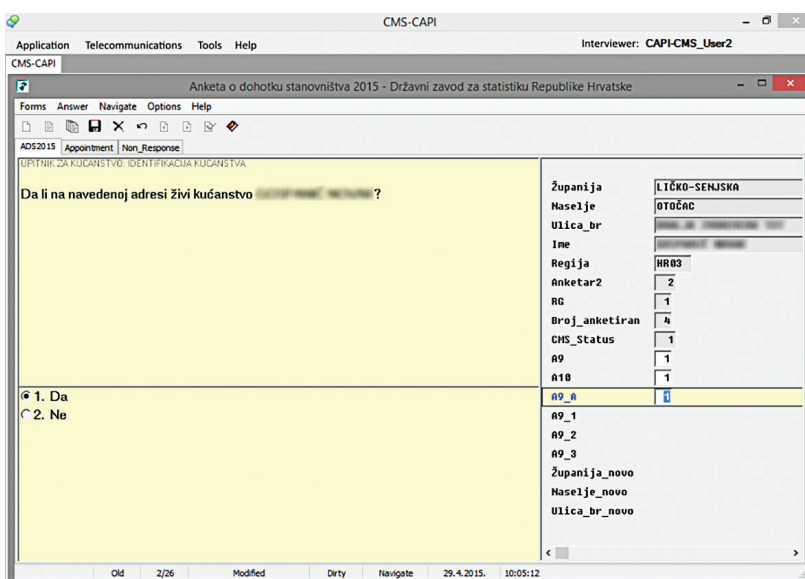 CMS-CAPI
Application Telecommunications Tools Help Interviewer: CAPI-CMS_User2
CMS-CAPI
Anketa o dohotku stanovništva 2015 - Državni zavod za statistiku Republike Hrvatske
Forms Answer Navigate Options Help
ADS2015 Appointment Non_Response
UPITNIK ZA KUĆANSTVO: IDENTIFIKACIJA KUĆANSTVA
Da li na navedenoj adresi živi kućanstvo ?
Županija LIČKO-SENJSKA
Naselje OTOČAC
Ulica_br
Ime
Regija HR03
Anketar2 2
RG 1
Broj_anketiran 4
CMS_Status 1
A9 1
A10 1
1. Da
2. Ne
A9_A 1
A9_1
A9_2
A9_3
Županija_novo
Naselje_novo
Ulica_br_novo
Old 2/26 Modified Dirty Navigate 29.4.2015. 10:05:12